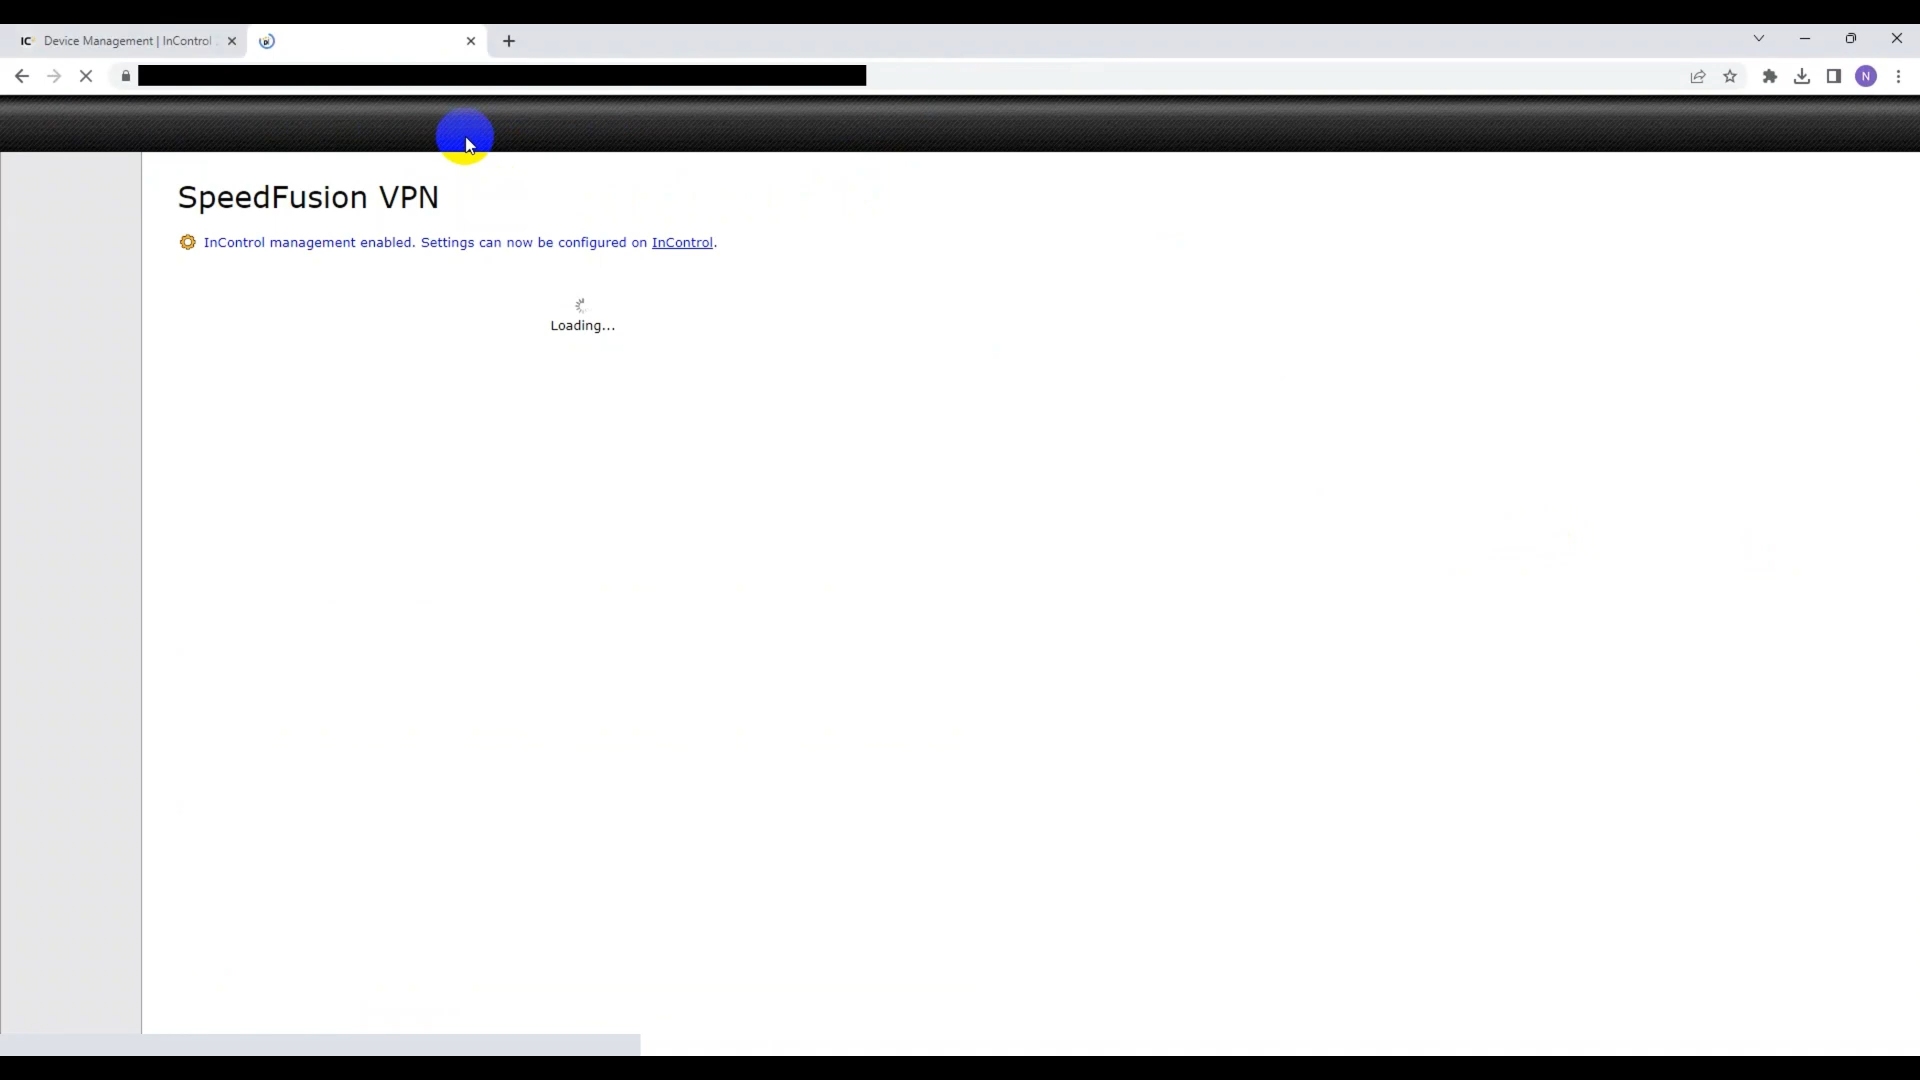 IC Device Management | InControl
N
SpeedFusion VPN
InControl management enabled. Settings can now be configured on InControl.
Loading...